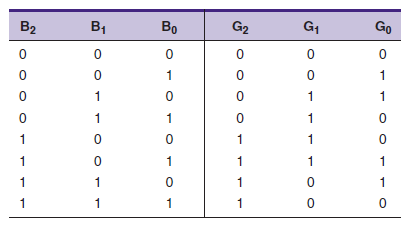 B₂ B₁ B₀ G₂ G₁ G₀
0 0 0 0 0 0
0 0 1 0 0 1
0 1 0 0 1 1
0 1 1 0 1 0
1 0 0 1 1 0
1 0 1 1 1 1
1 1 0 1 0 1
1 1 1 1 0 0